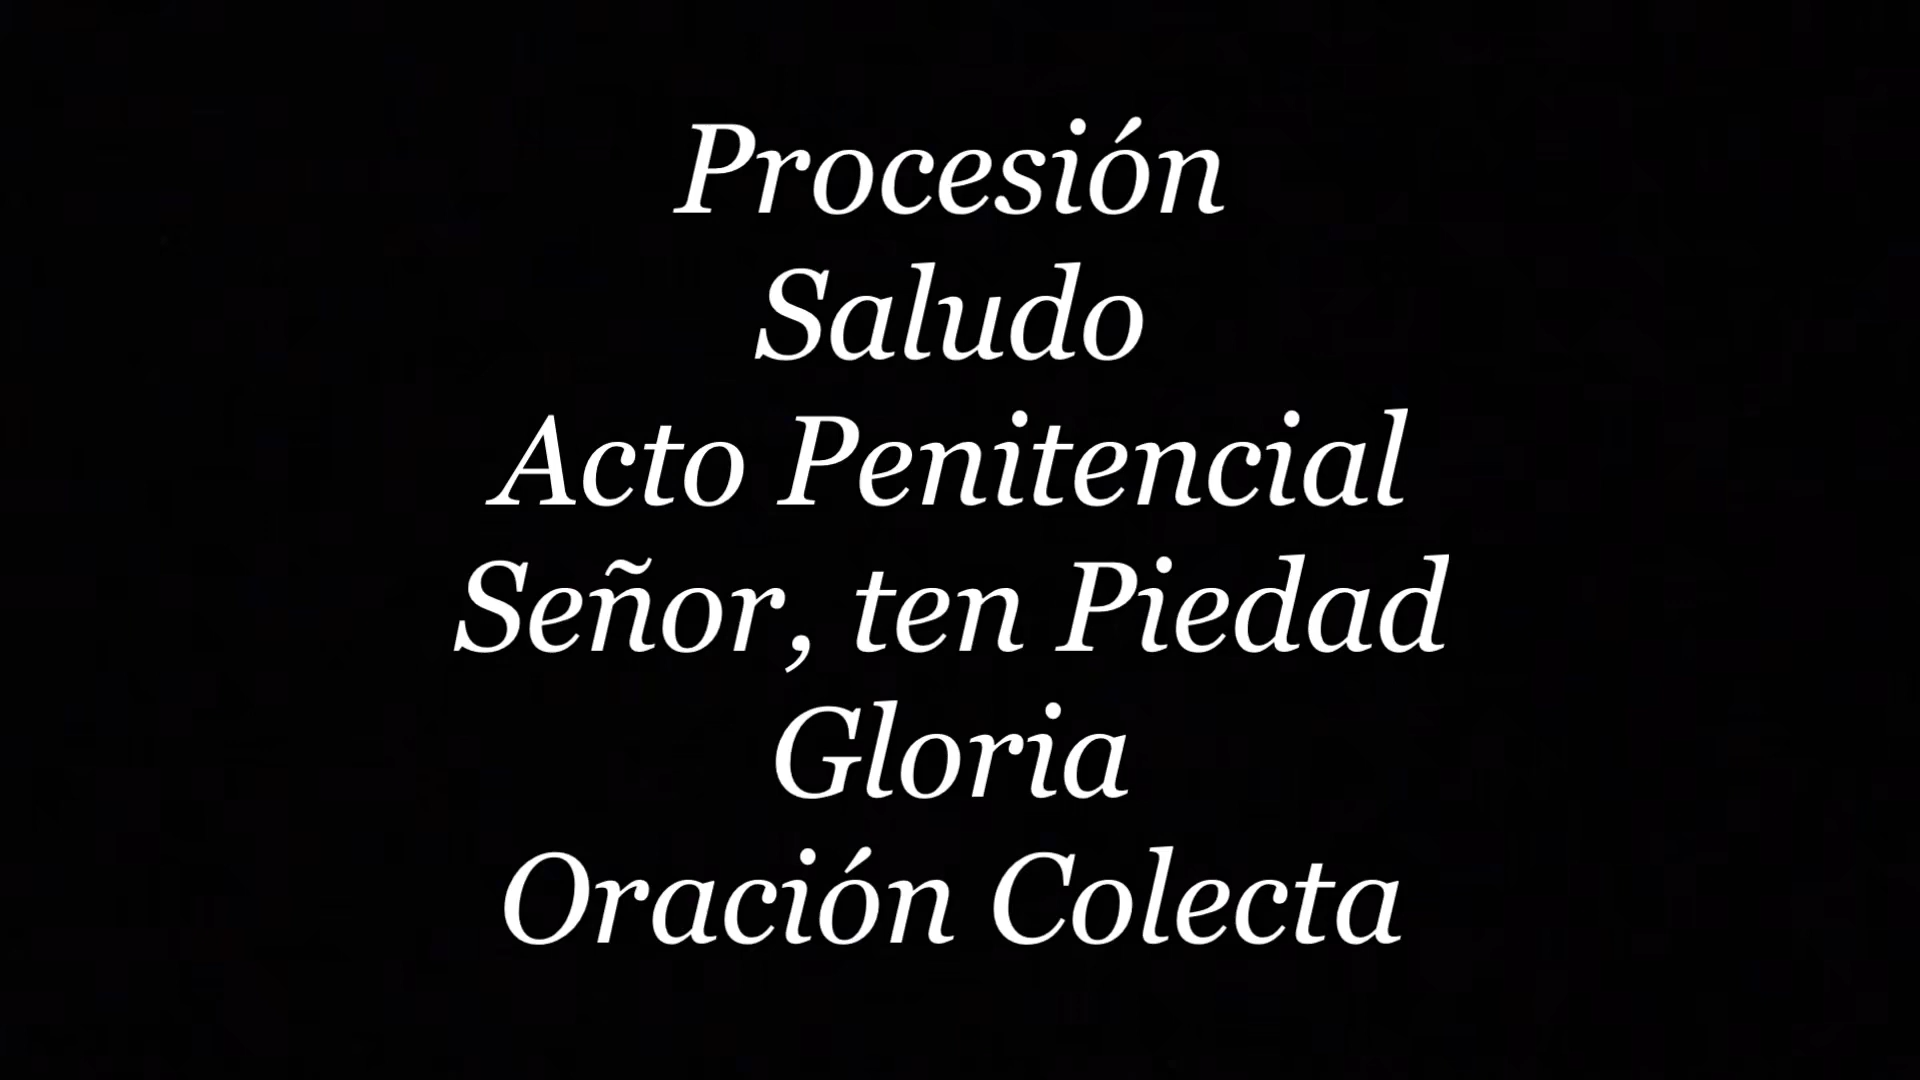 Procesión
Saludo
Acto Penitencial
Señor, ten Piedad
Gloria
Oración Colecta